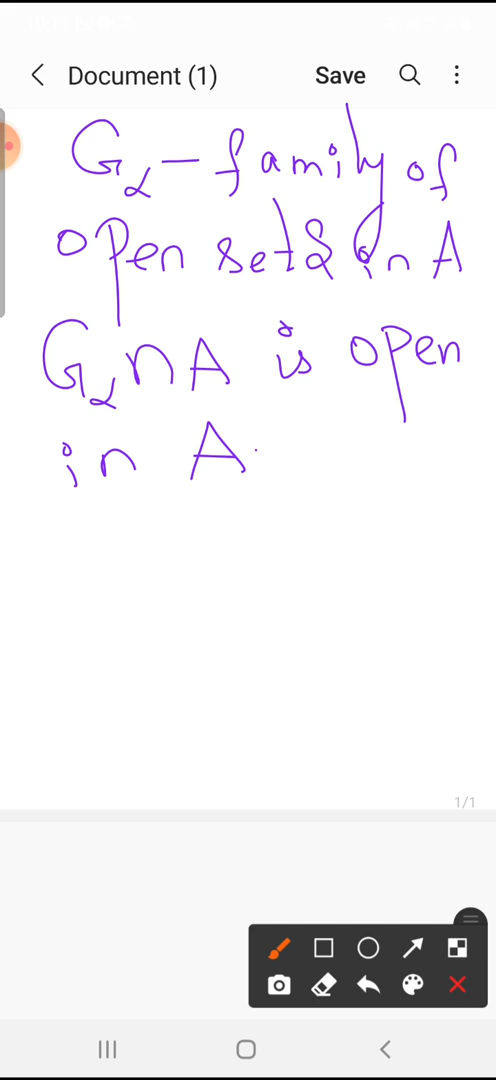 Document (1) Save
Gα - family of
open sets in A
Gα ∩ A is open
in A.
1/1